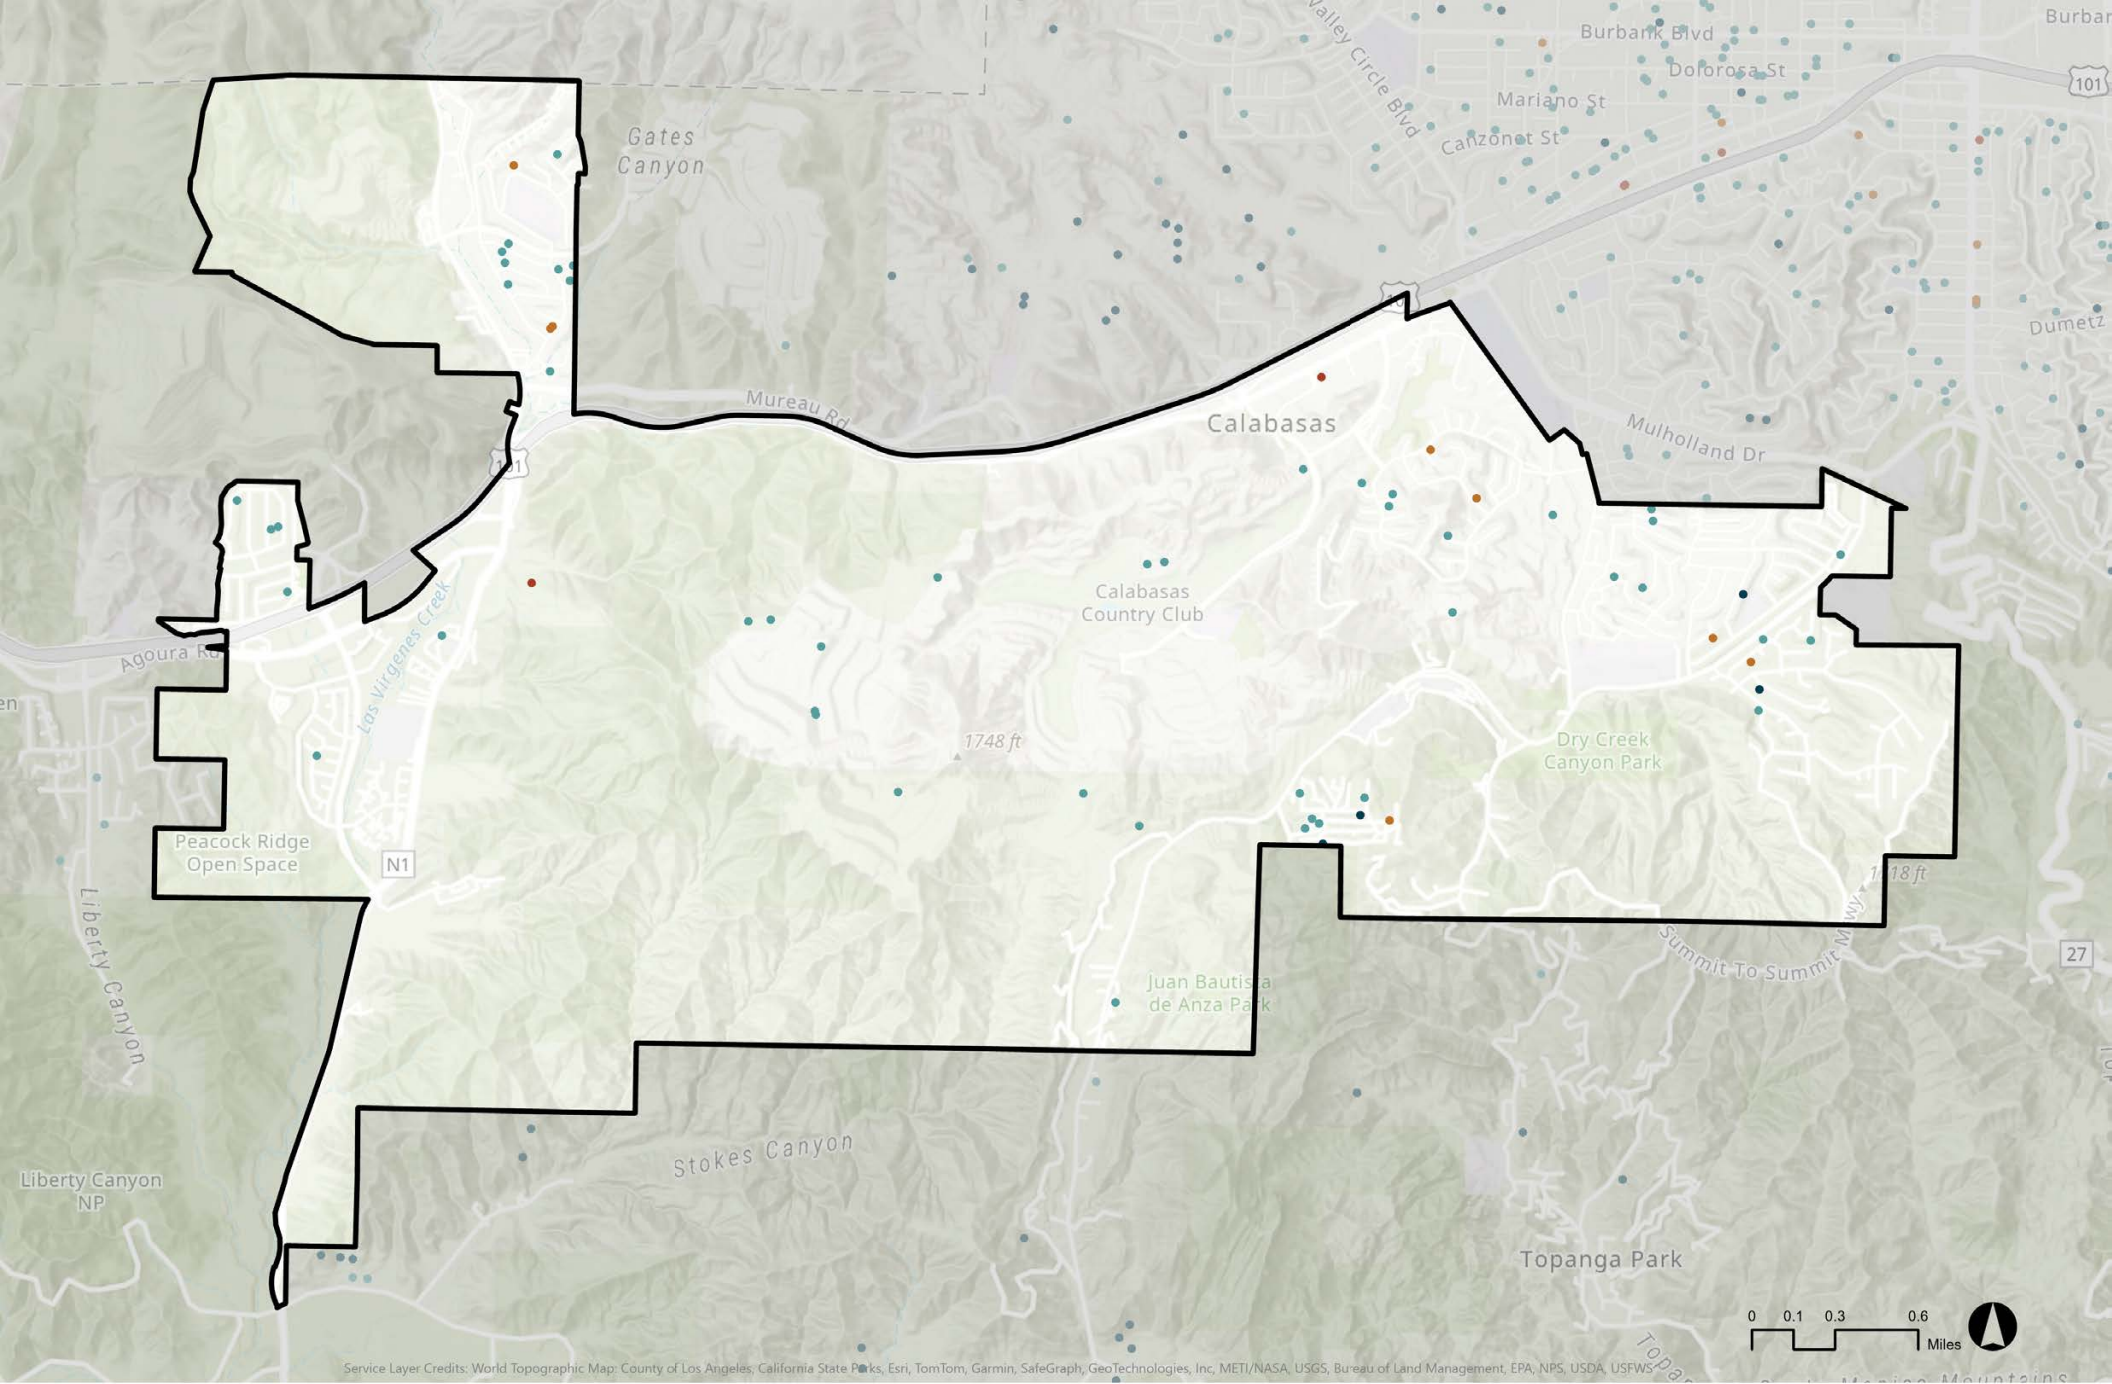 Burbank Blvd
Dolorosa St
101
Mariano St
Valley Circle Blvd
Canzonet St
Gates
Canyon
Dumetz
Mureau Rd
Calabasas
Mulholland Dr
101
Calabasas
Country Club
Las Virgenes Creek
Agoura Rd
1748 ft
Dry Creek
Canyon Park
Peacock Ridge
Open Space
N1
Liberty Canyon
Summit To Summit Mwy
27
Juan Bautista
de Anza Park
Stokes Canyon
Liberty Canyon
NP
Topanga Park
0 0.1 0.3 0.6
Miles
Service Layer Credits: World Topographic Map: County of Los Angeles, California State Parks, Esri, TomTom, Garmin, SafeGraph, GeoTechnologies, Inc, METI/NASA, USGS, Bureau of Land Management, EPA, NPS, USDA, USFWS